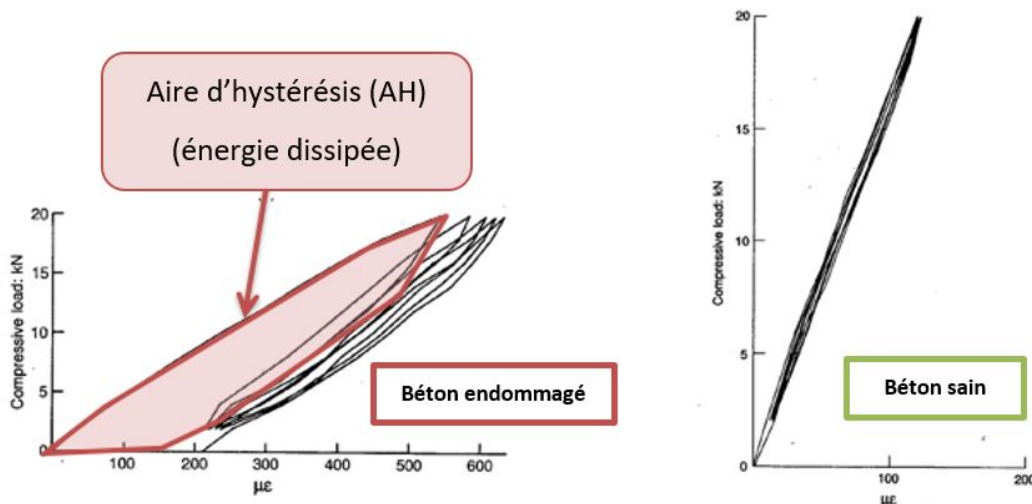 Aire d’hystérésis (AH)
(énergie dissipée)
Compressive load: kN
20
15
10
5
0
100
200
300
400
500
600
µε
Béton endommagé
Compressive load: kN
20
15
10
5
0
100
200
µε
Béton sain